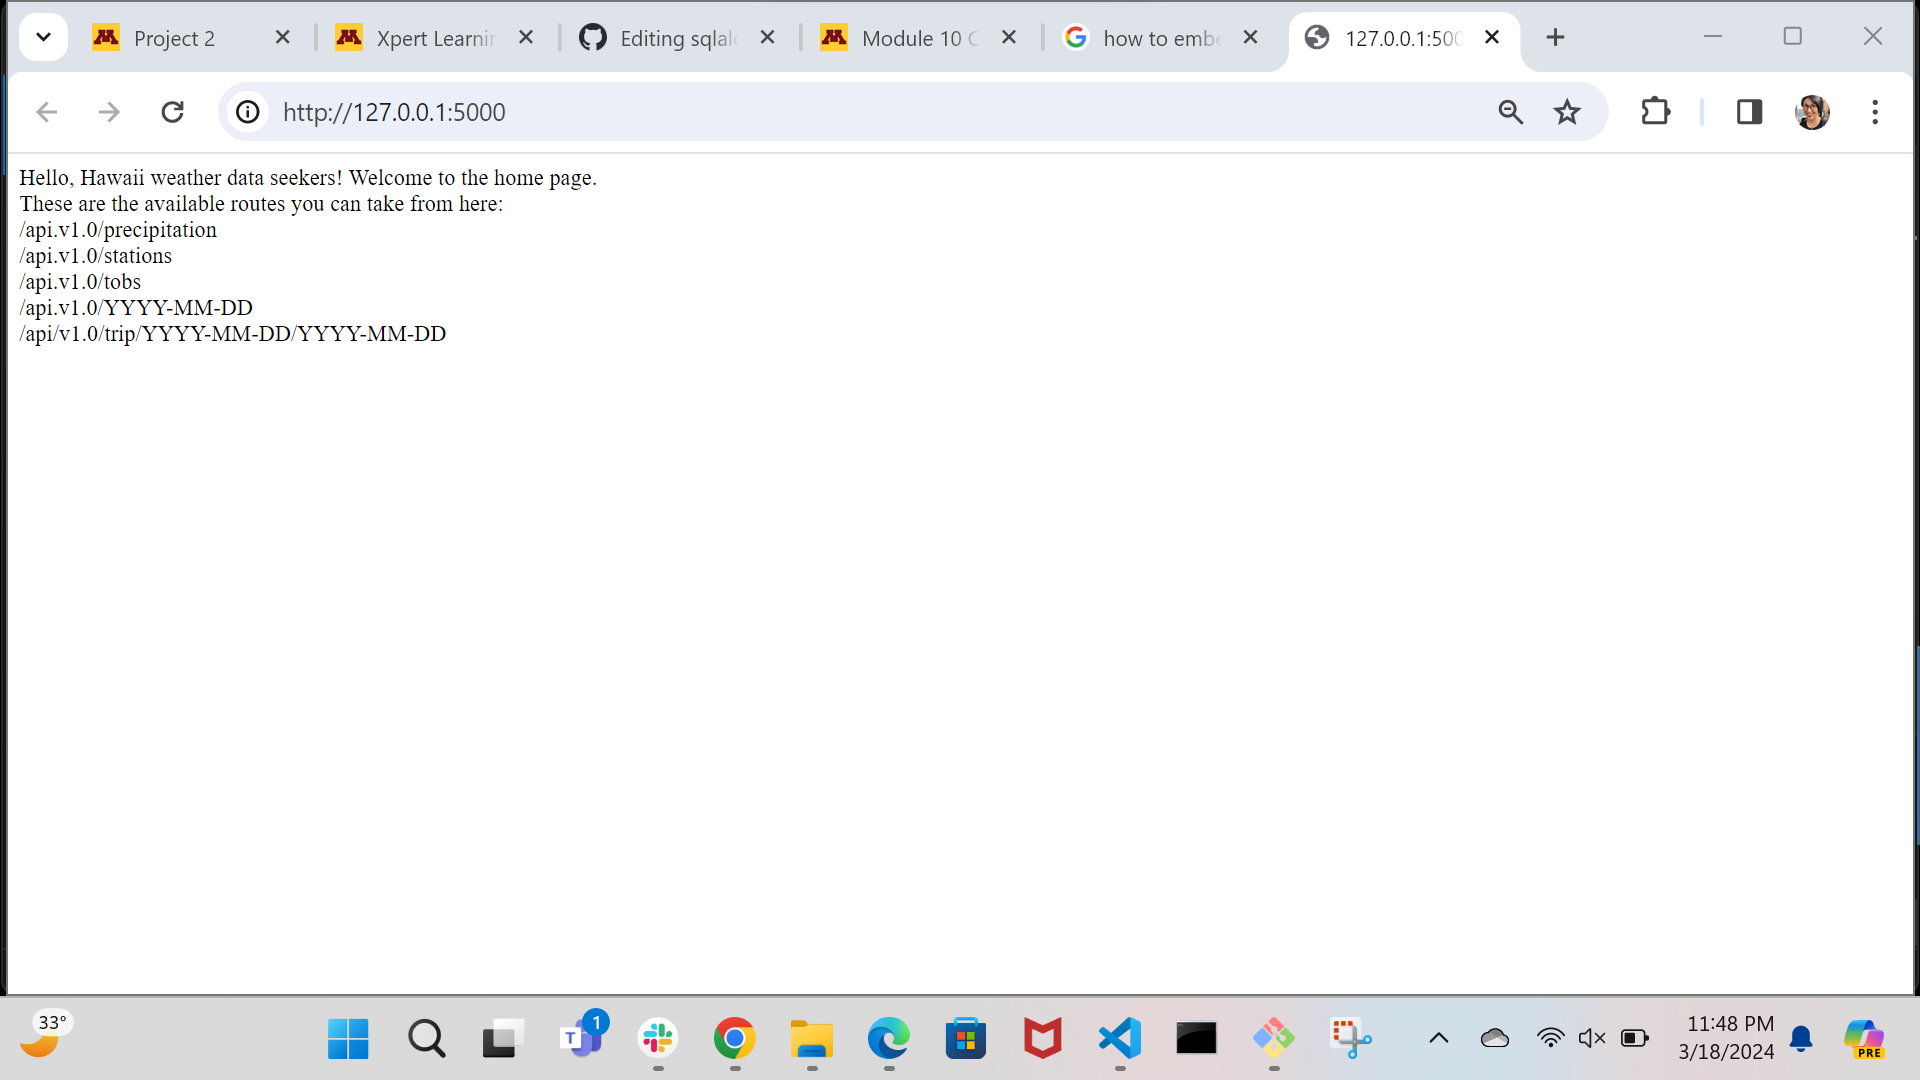 Project 2
Xpert Learnin
Editing sqlal
Module 10 C
how to embe
127.0.0.1:500
http://127.0.0.1:5000
Hello, Hawaii weather data seekers! Welcome to the home page.
These are the available routes you can take from here:
/api.v1.0/precipitation
/api.v1.0/stations
/api.v1.0/tobs
/api.v1.0/YYYY-MM-DD
/api/v1.0/trip/YYYY-MM-DD/YYYY-MM-DD
33°
T
1
11:48 PM
3/18/2024
PRE